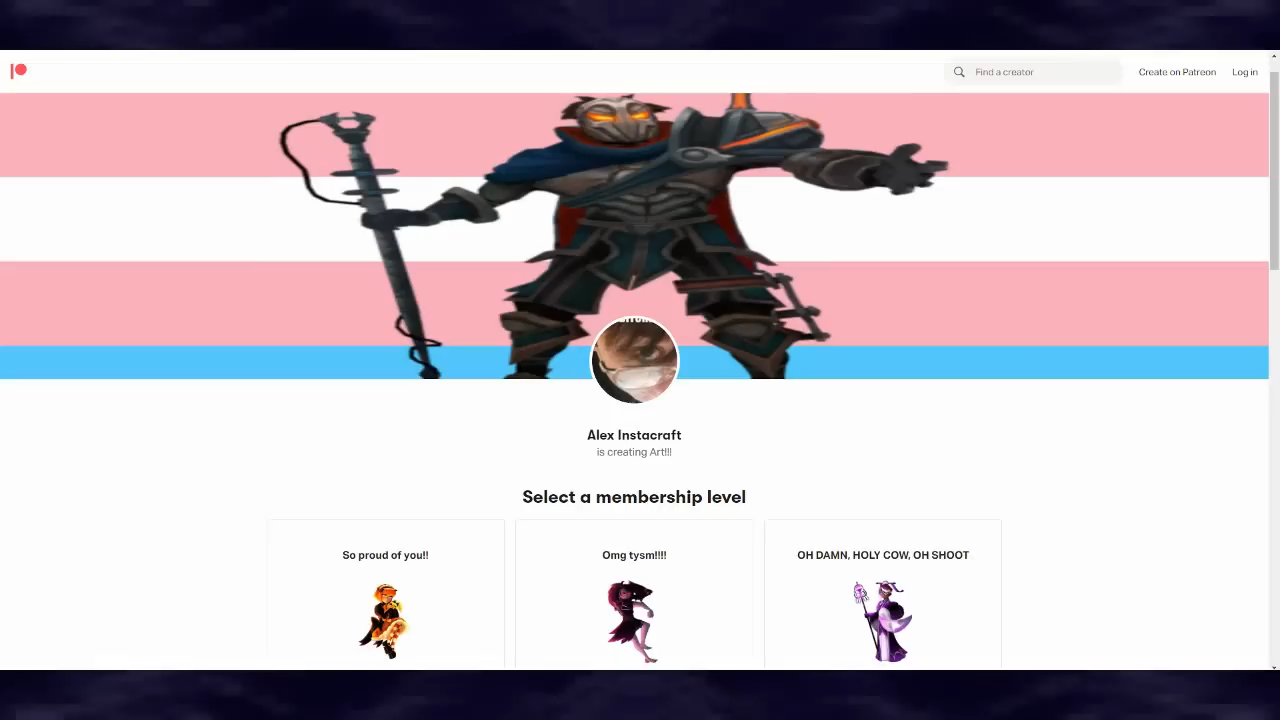 Find a creator
Create on Patreon
Log in
Alex Instacraft
is creating Art!!!
Select a membership level
So proud of you!!
Omg tysm!!!!
OH DAMN, HOLY COW, OH SHOOT